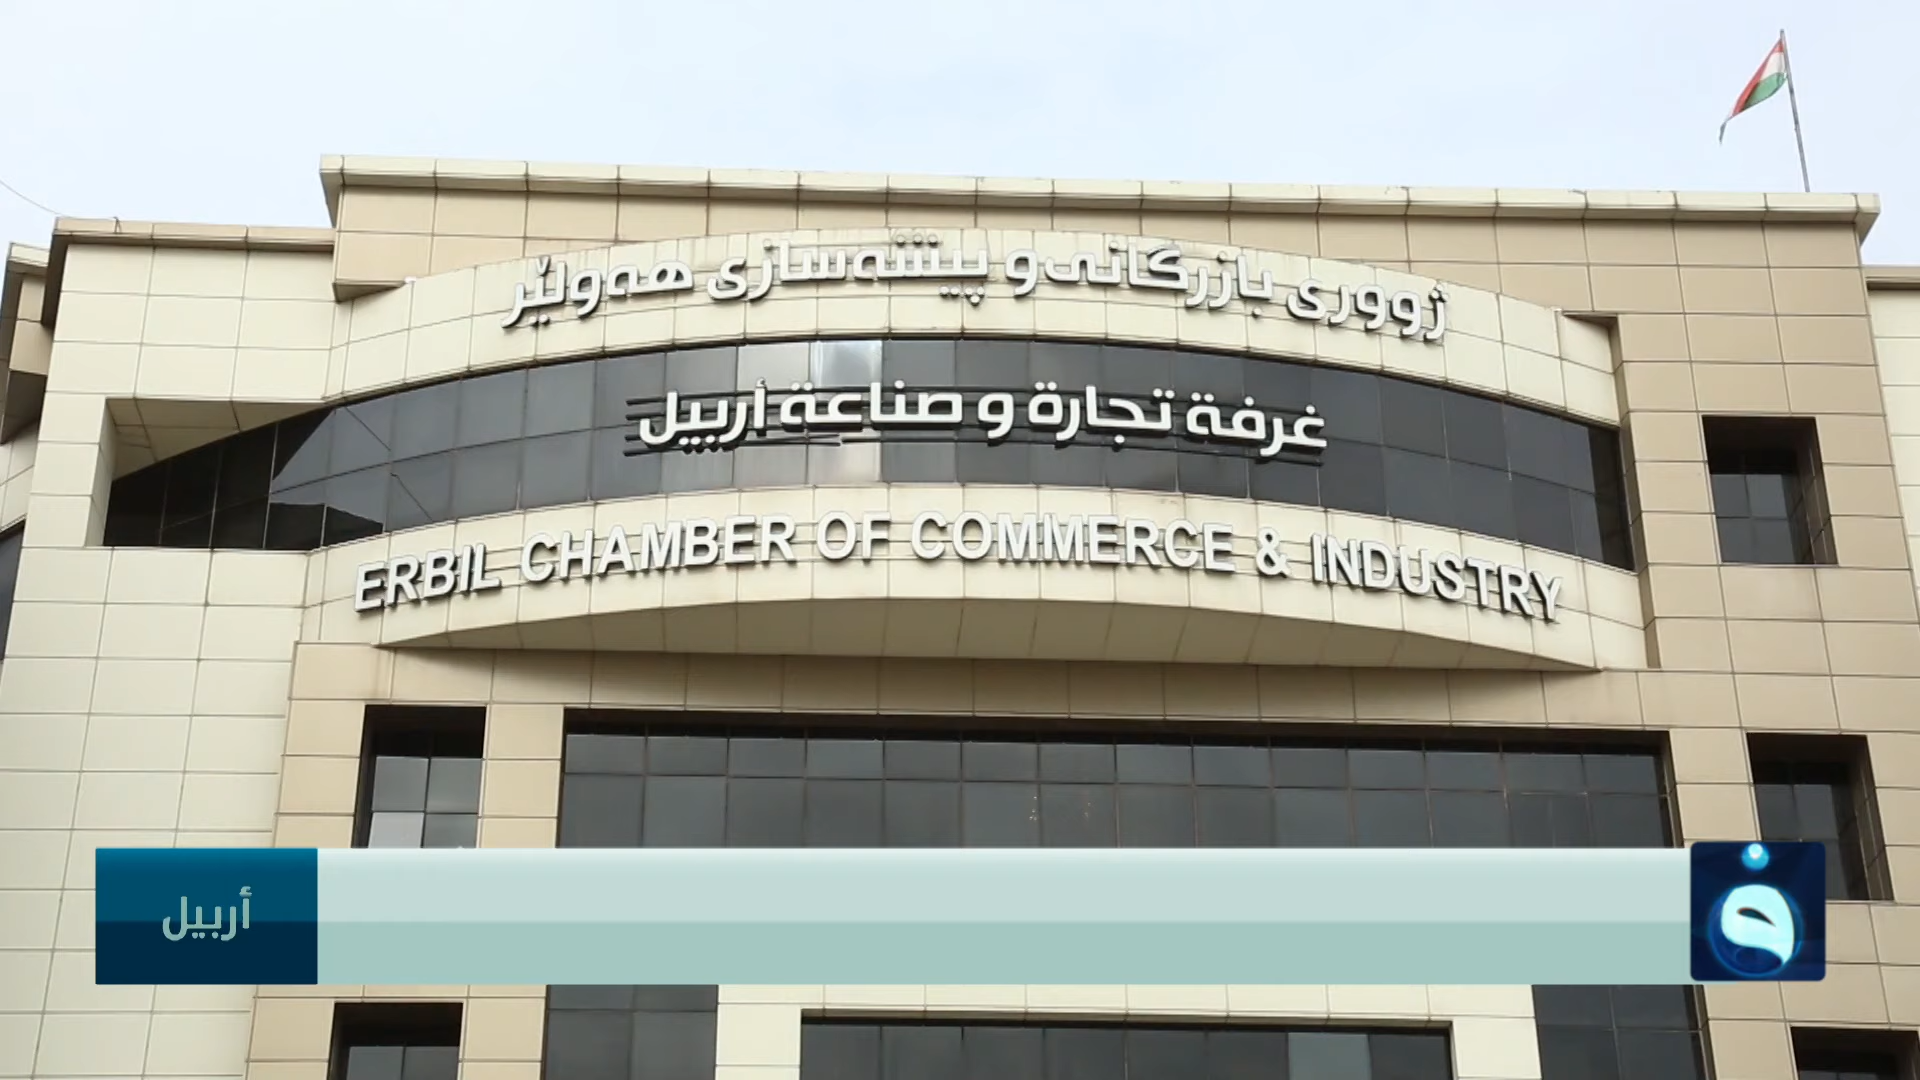 ژووری بازرگانی و پیشەسازی هەولێر
غرفة تجارة و صناعة أربيل
ERBIL CHAMBER OF COMMERCE & INDUSTRY
أربيل